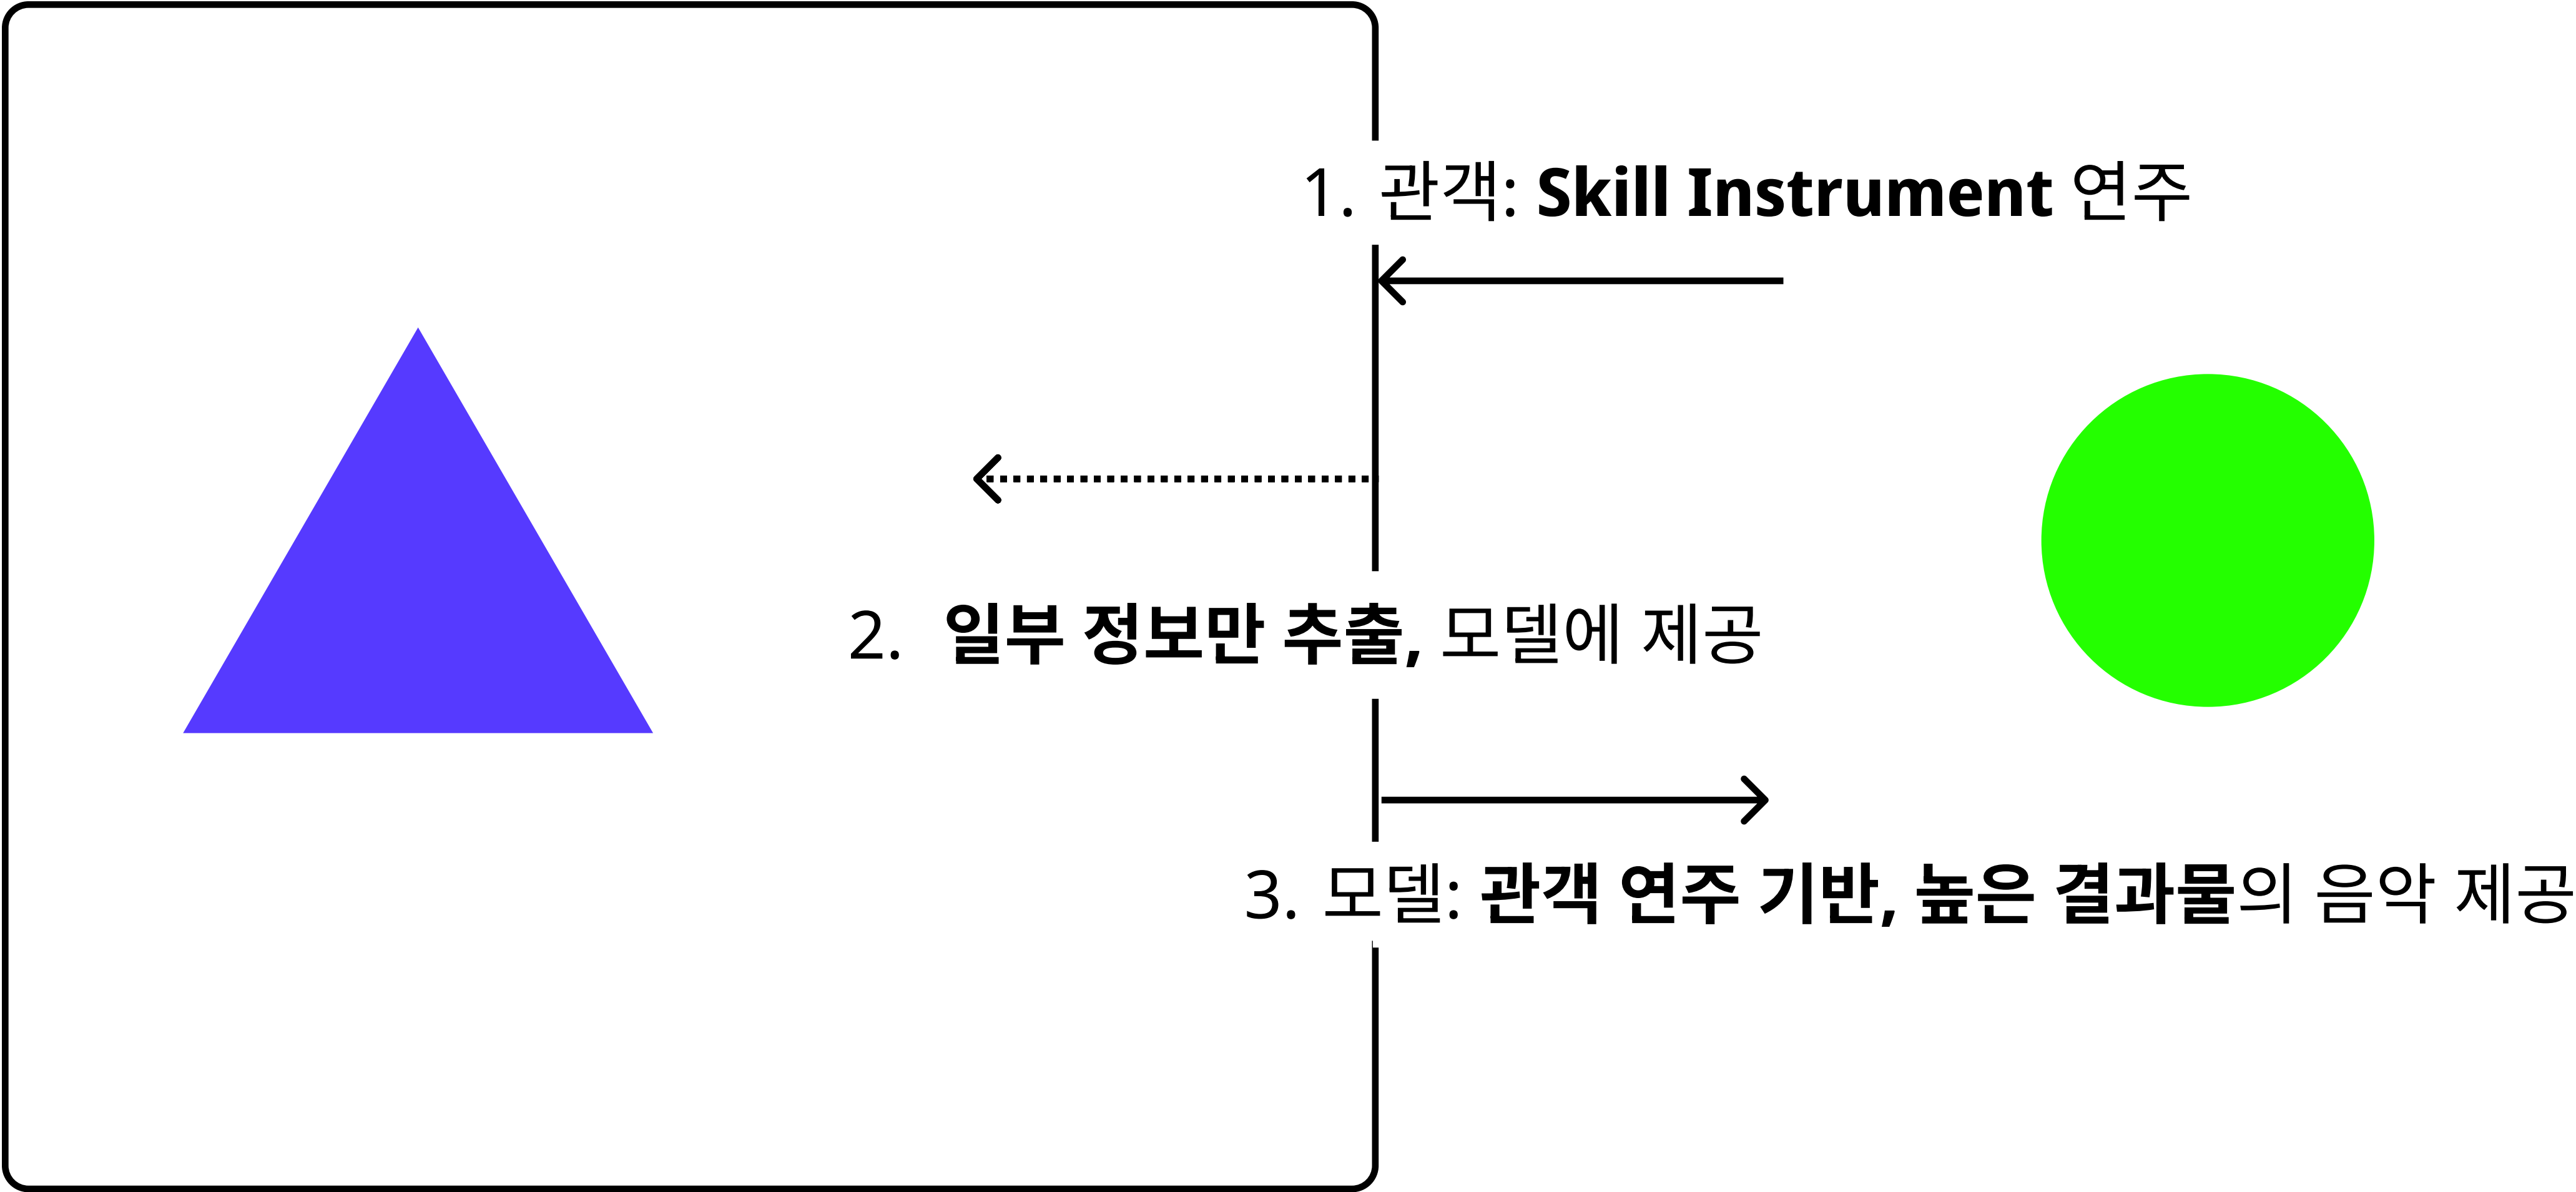 1. 관객: Skill Instrument 연주
2. 일부 정보만 추출, 모델에 제공
3. 모델: 관객 연주 기반, 높은 결과물의 음악 제공